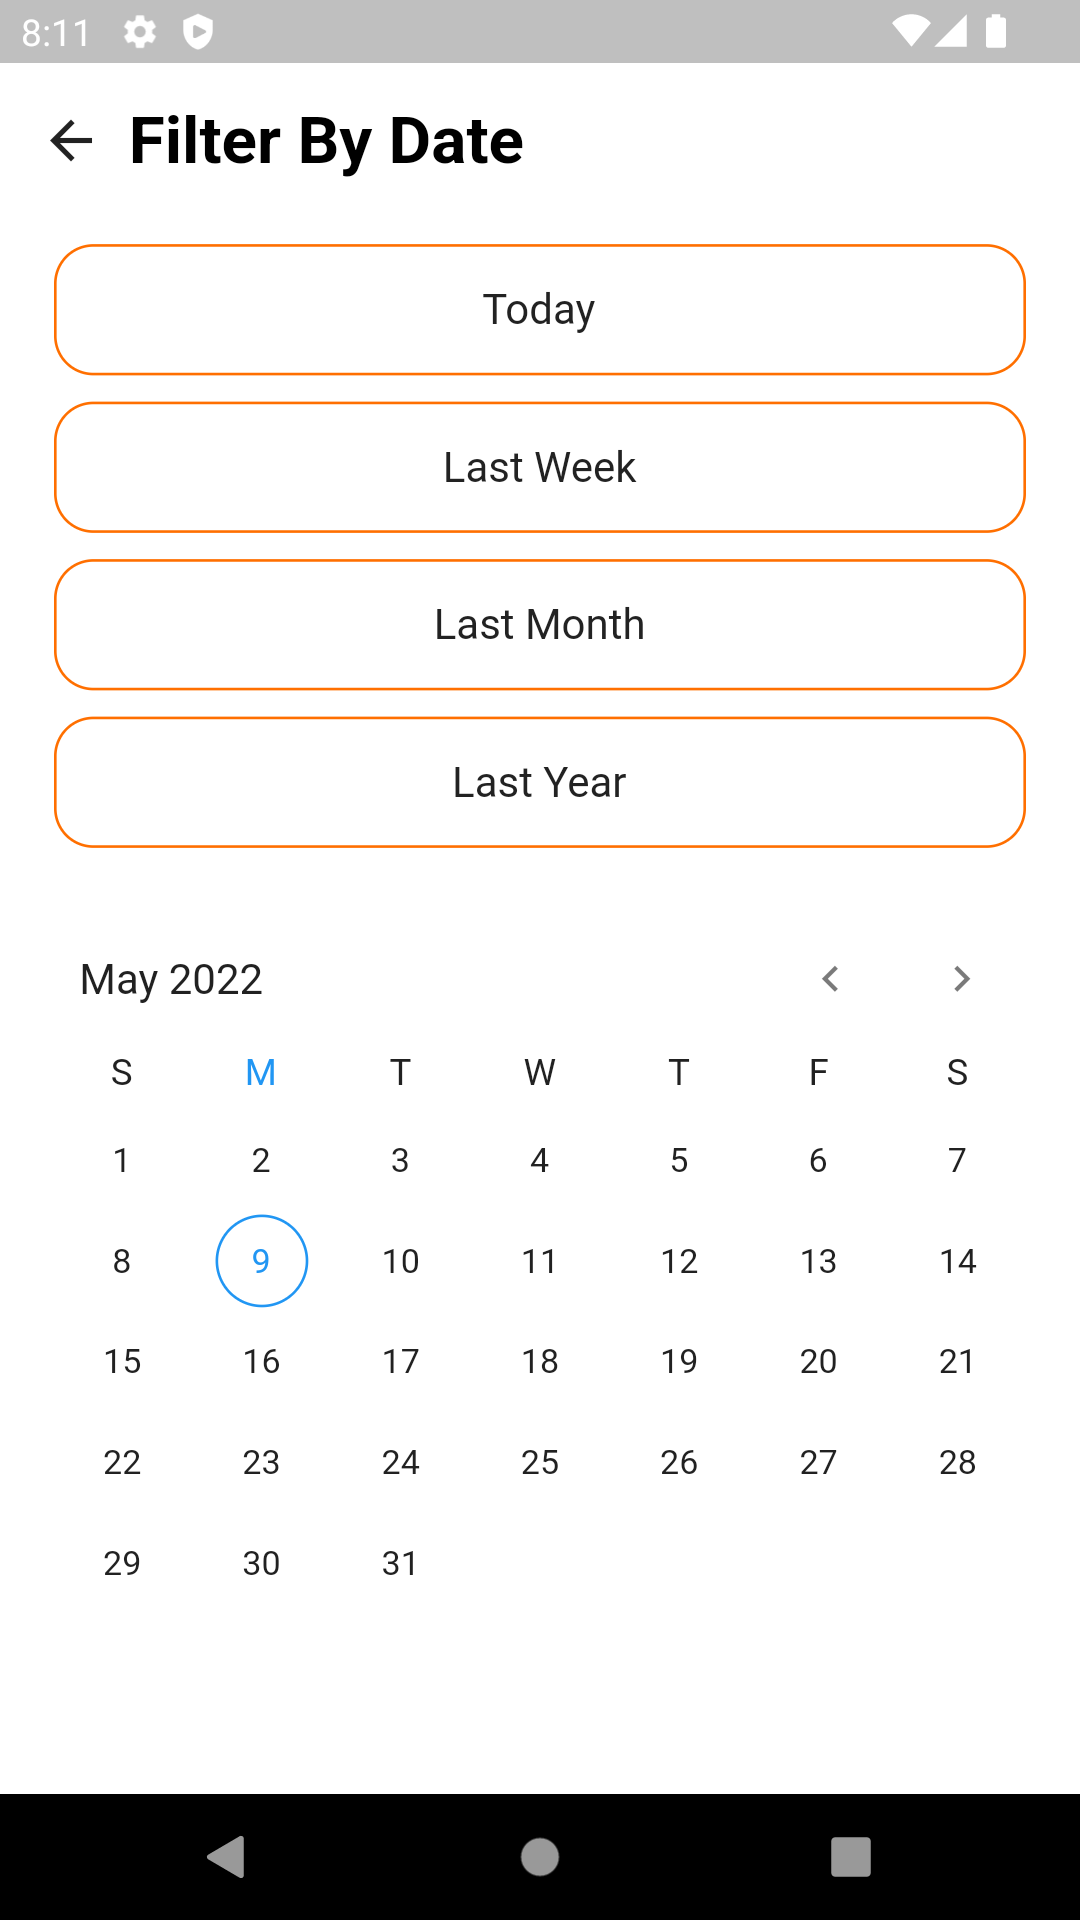 8:11
Filter By Date
Today
Last Week
Last Month
Last Year
May 2022
S M T W T F S
1 2 3 4 5 6 7
8 9 10 11 12 13 14
15 16 17 18 19 20 21
22 23 24 25 26 27 28
29 30 31